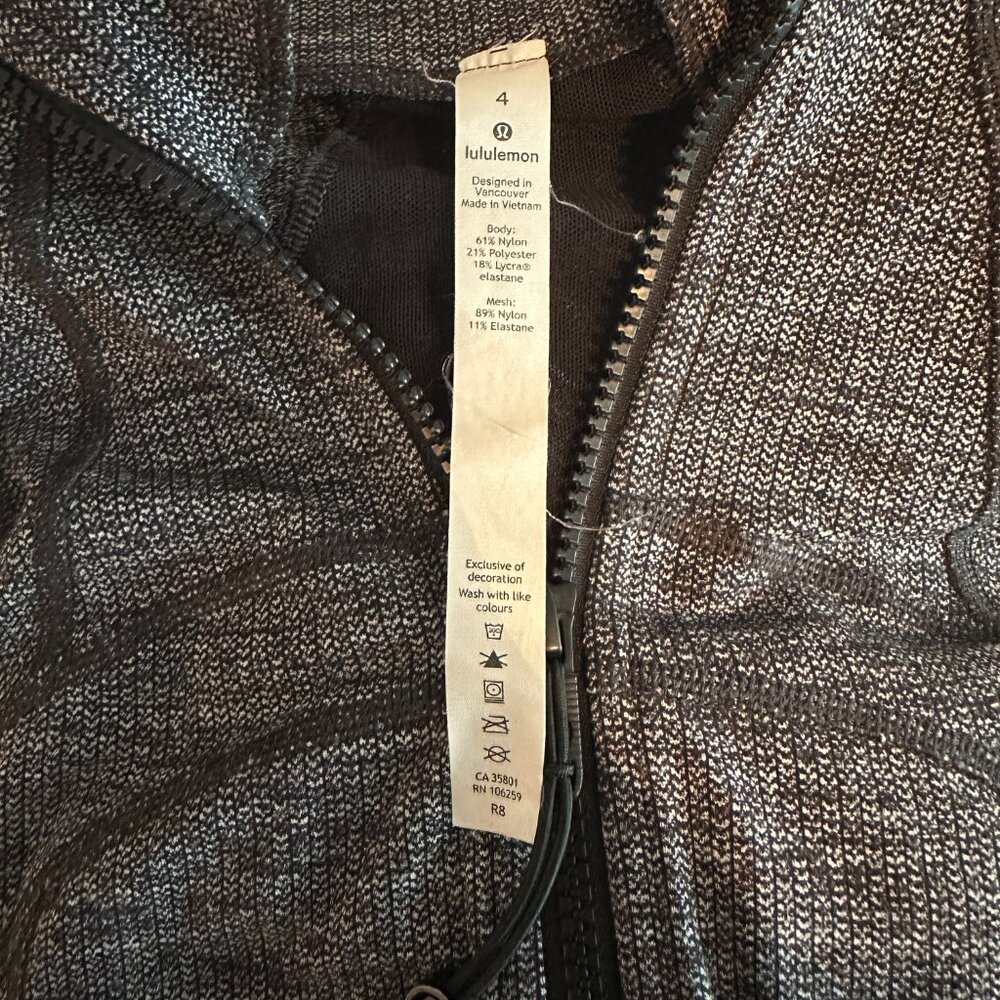 4
lululemon
Designed in
Vancouver
Made in Vietnam
Body:
61% Nylon
21% Polyester
18% Lycra®
elastane
Mesh:
89% Nylon
11% Elastane
Exclusive of
decoration
Wash with like
colours
30C
CA 35801
RN 106259
R8